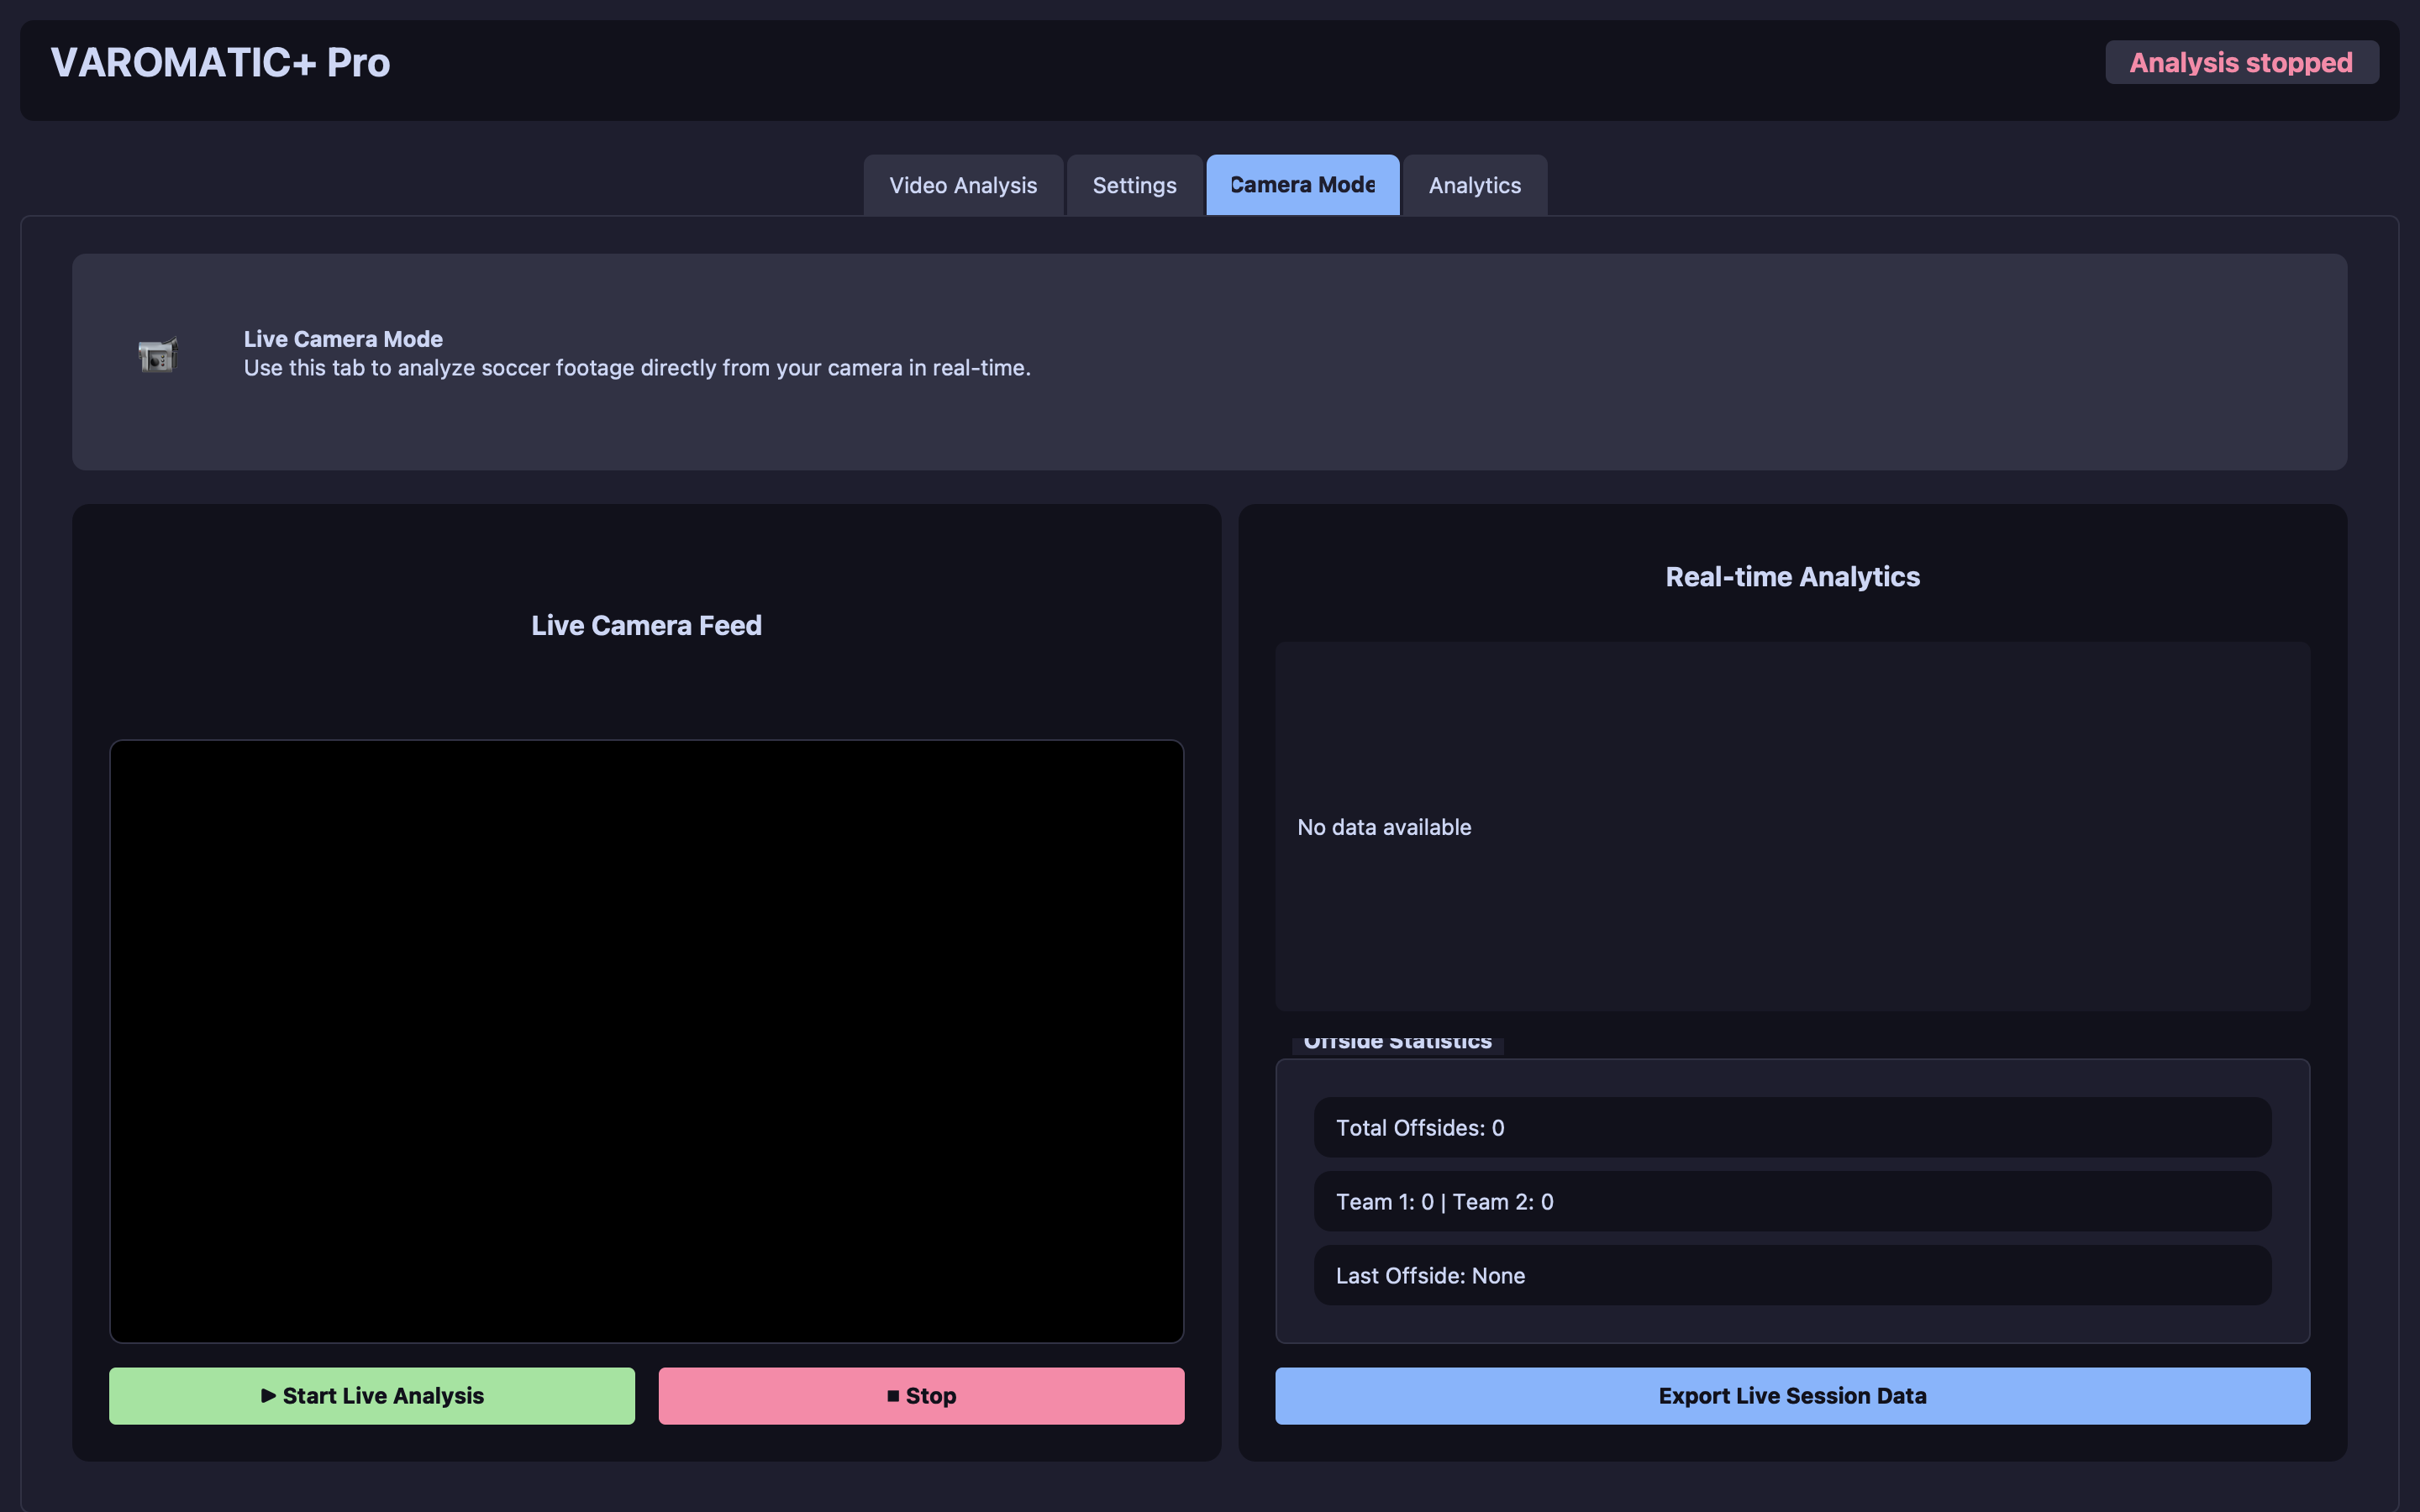 VAROMATIC+ Pro
Analysis stopped
Video Analysis
Settings
Camera Mode
Analytics
Live Camera Mode
Use this tab to analyze soccer footage directly from your camera in real-time.
Live Camera Feed
▶ Start Live Analysis
■ Stop
Real-time Analytics
No data available
Offside Statistics
Total Offsides: 0
Team 1: 0 | Team 2: 0
Last Offside: None
Export Live Session Data